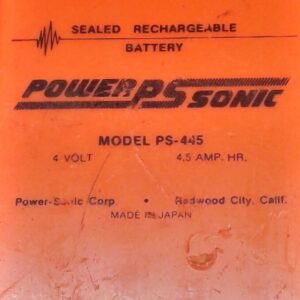 SEALED RECHARGEABLE
BATTERY
POWER PS SONIC
MODEL PS-445
4 VOLT 4.5 AMP. HR.
Power-Sonic Corp. • Redwood City, Calif.
MADE IN JAPAN